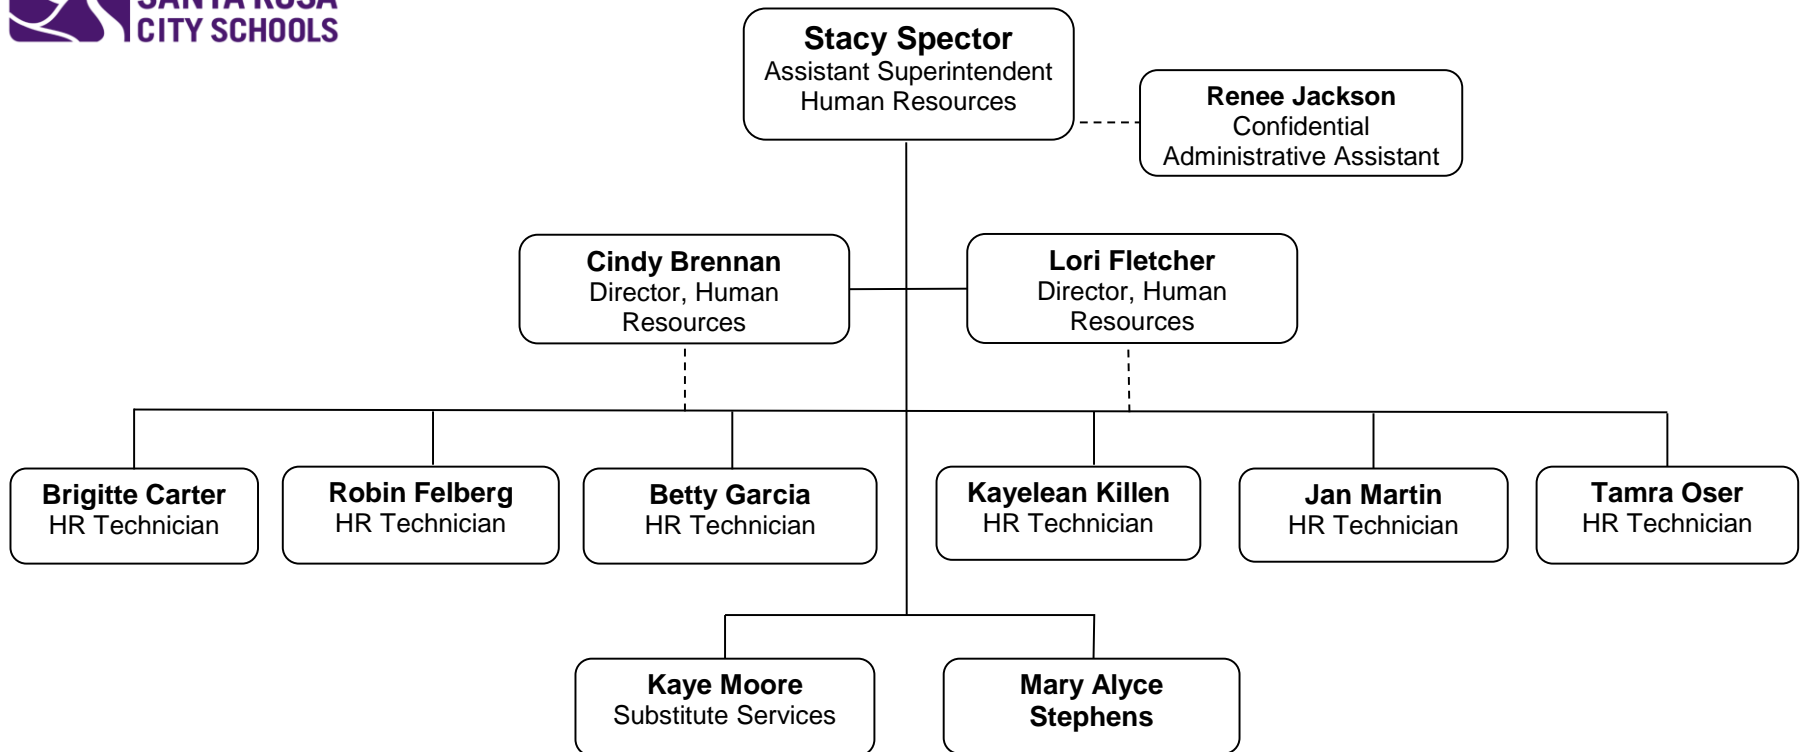 SANTA ROSA
CITY SCHOOLS
Stacy Spector
Assistant Superintendent
Human Resources
Renee Jackson
Confidential
Administrative Assistant
Cindy Brennan
Director, Human
Resources
Lori Fletcher
Director, Human
Resources
Brigitte Carter
HR Technician
Robin Felberg
HR Technician
Betty Garcia
HR Technician
Kayelean Killen
HR Technician
Jan Martin
HR Technician
Tamra Oser
HR Technician
Kaye Moore
Substitute Services
Mary Alyce
Stephens